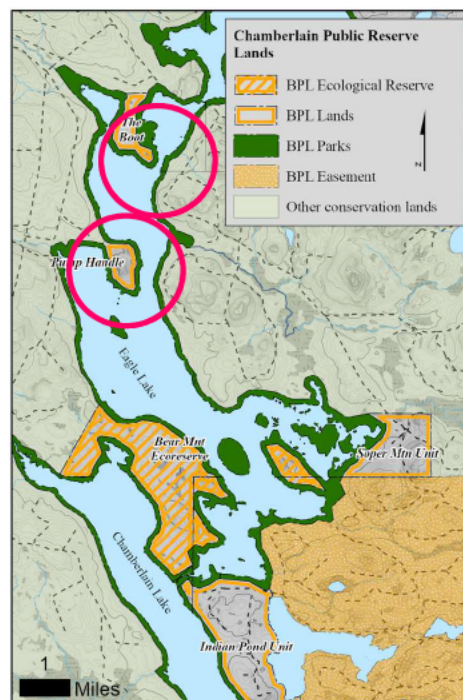 Chamberlain Public Reserve
Lands
BPL Ecological Reserve
BPL Lands
BPL Parks
BPL Easement
Other conservation lands
N
The
Boot
Pump Handle
Eagle Lake
Bear Mnt
Ecoreserve
Soper Mtn Unit
Chamberlain Lake
Indian Pond Unit
1
Miles